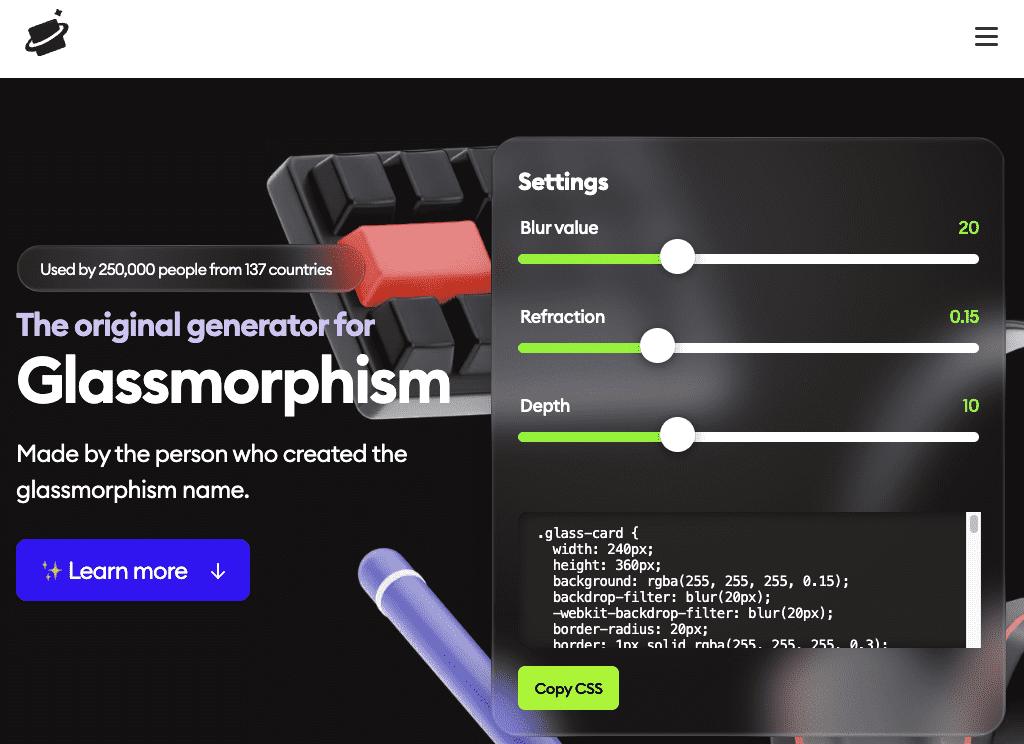 Used by 250,000 people from 137 countries
The original generator for
Glassmorphism
Made by the person who created the
glassmorphism name.
✨ Learn more ↓
Settings
Blur value 20
Refraction 0.15
Depth 10
.glass-card {
  width: 240px;
  height: 360px;
  background: rgba(255, 255, 255, 0.15);
  backdrop-filter: blur(20px);
  -webkit-backdrop-filter: blur(20px);
  border-radius: 20px;
  border: 1px solid rgba(255, 255, 255, 0.3);
Copy CSS